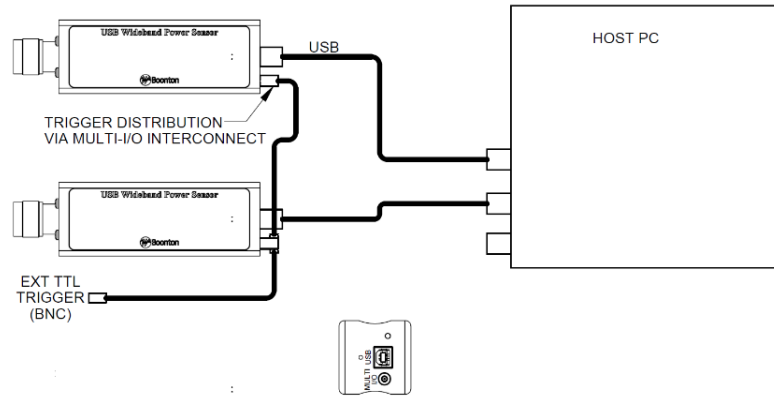 USB Wideband Power Sensor
Boonton
USB
HOST PC
TRIGGER DISTRIBUTION
VIA MULTI-I/O INTERCONNECT
USB Wideband Power Sensor
Boonton
EXT TTL
TRIGGER
(BNC)
MULTI
I/O
USB